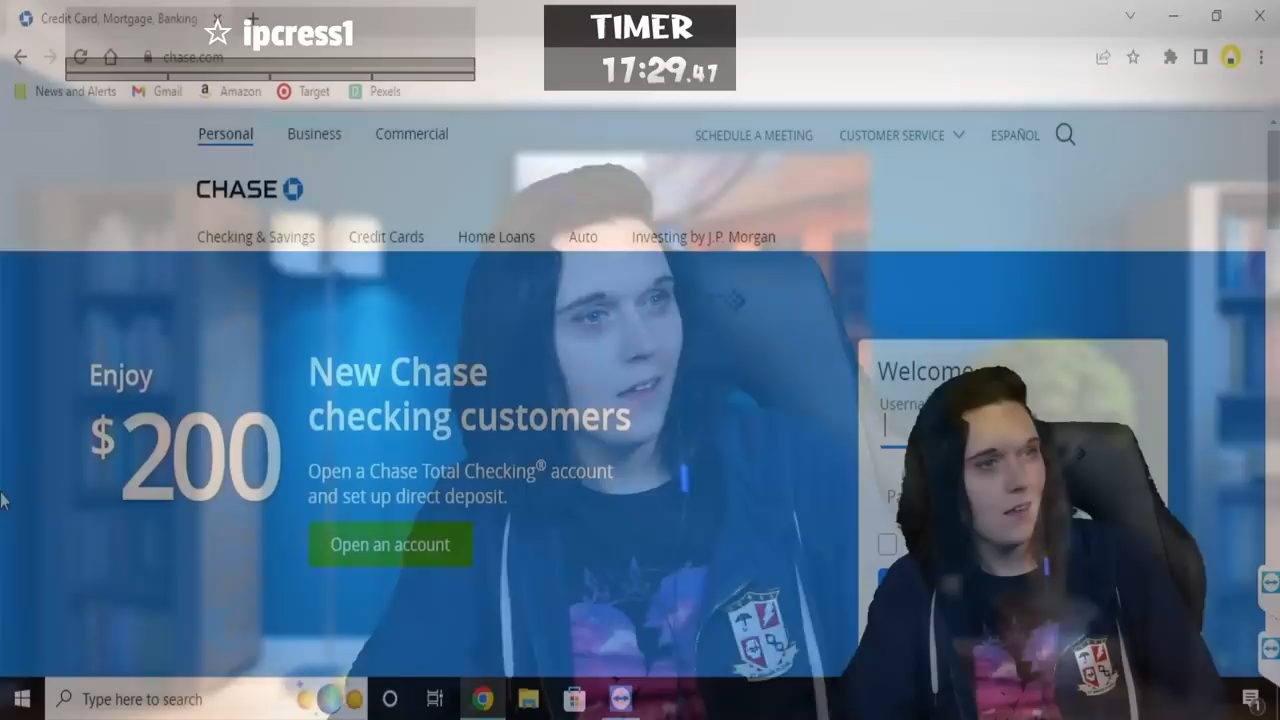 Credit Card, Mortgage, Banking
☆ ipcress1
TIMER
17:29.47
chase.com
News and Alerts
Gmail
Amazon
Target
Pexels
Personal
Business
Commercial
SCHEDULE A MEETING
CUSTOMER SERVICE
ESPAÑOL
CHASE
Checking & Savings
Credit Cards
Home Loans
Auto
Investing by J.P. Morgan
Enjoy
$200
New Chase
checking customers
Open a Chase Total Checking® account
and set up direct deposit.
Open an account
Welcome
Type here to search